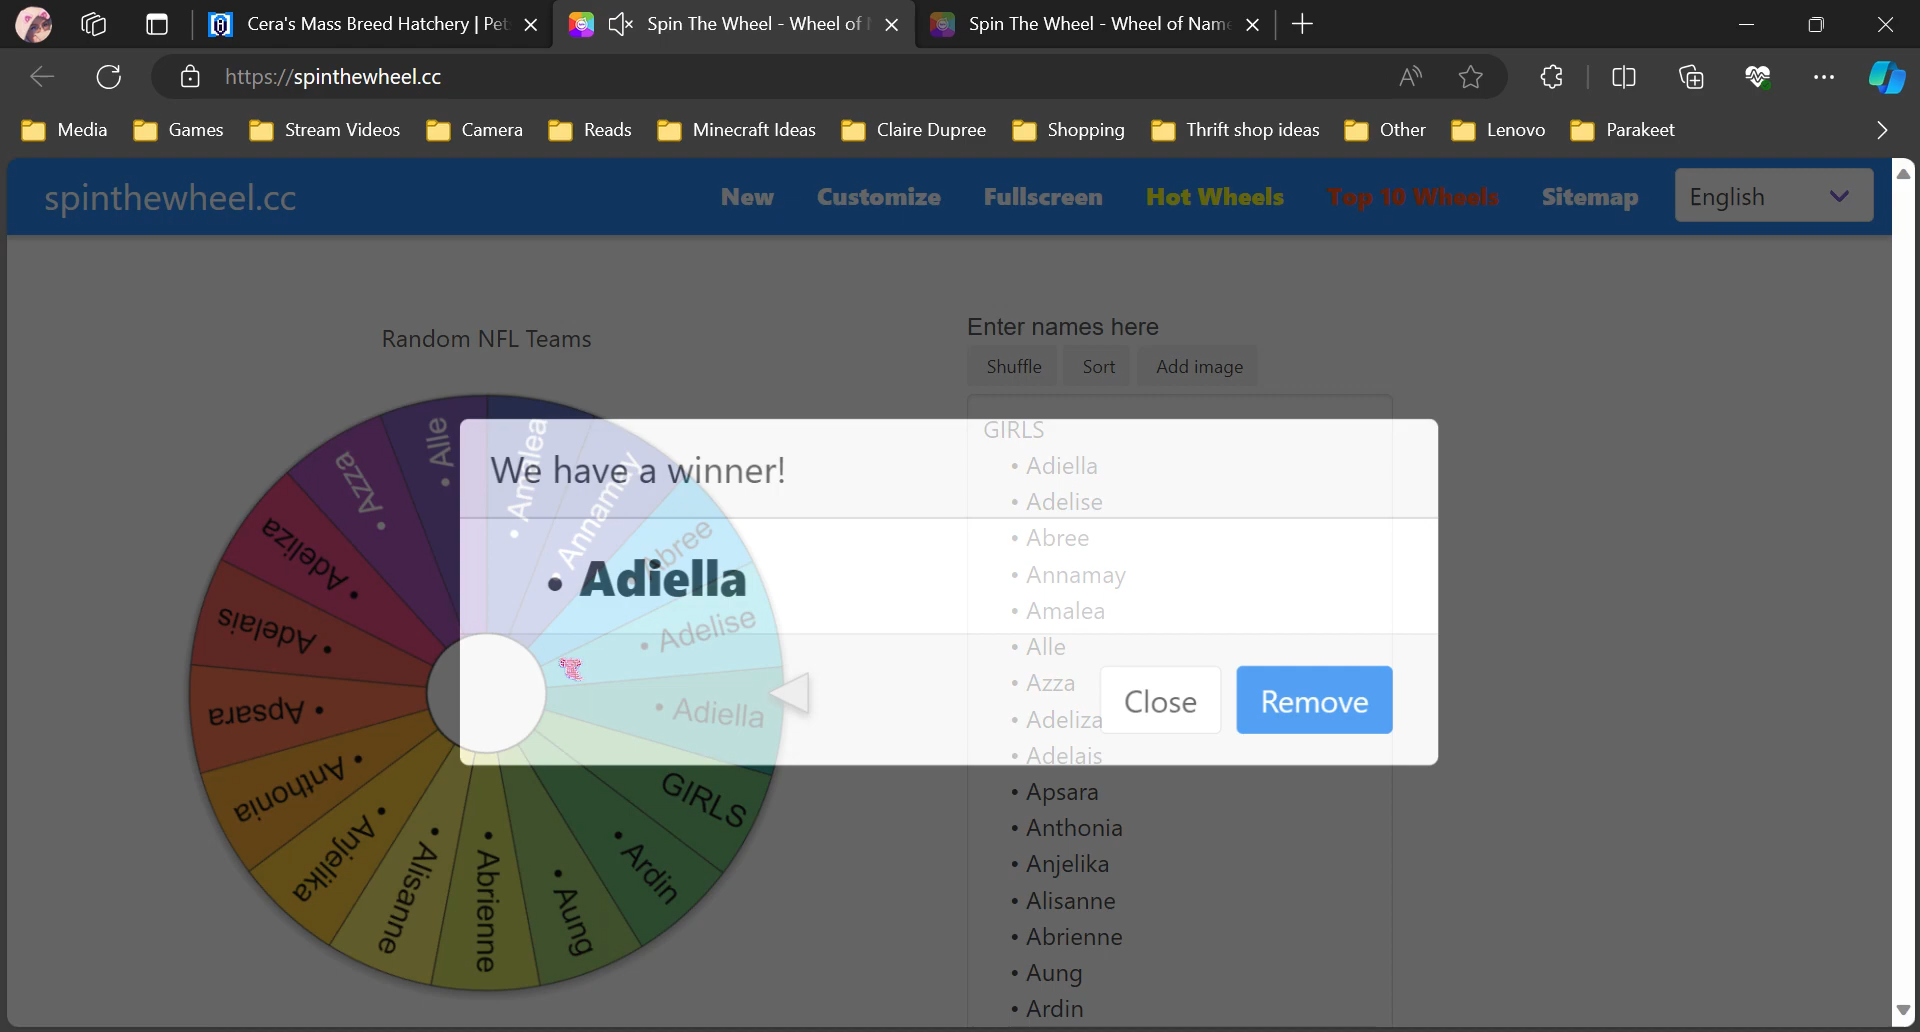 Cera's Mass Breed Hatchery | Pet
Spin The Wheel - Wheel of
Spin The Wheel - Wheel of Name
https://spinthewheel.cc
Media
Games
Stream Videos
Camera
Reads
Minecraft Ideas
Claire Dupree
Shopping
Thrift shop ideas
Other
Lenovo
Parakeet
spinthewheel.cc
New
Customize
Fullscreen
Hot Wheels
Top 10 Wheels
Sitemap
English
Random NFL Teams
Enter names here
Shuffle
Sort
Add image
We have a winner!
• Adiella
Close
Remove
GIRLS
• Adiella
• Adelise
• Abree
• Annamay
• Amalea
• Alle
• Azza
• Adeliza
• Adelais
• Apsara
• Anthonia
• Anjelika
• Alisanne
• Abrienne
• Aung
• Ardin
• Amalea
• Annamay
• Abree
• Adelise
• Adiella
GIRLS
• Ardin
• Aung
• Abrienne
• Alisanne
• Anjelika
• Anthonia
• Apsara
• Adelais
• Adeliza
• Azza
• Alle